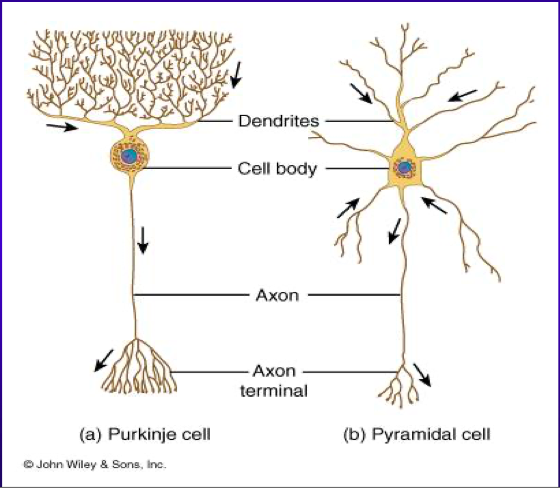 Dendrites
Cell body
Axon
Axon
terminal
(a) Purkinje cell
(b) Pyramidal cell
© John Wiley & Sons, Inc.